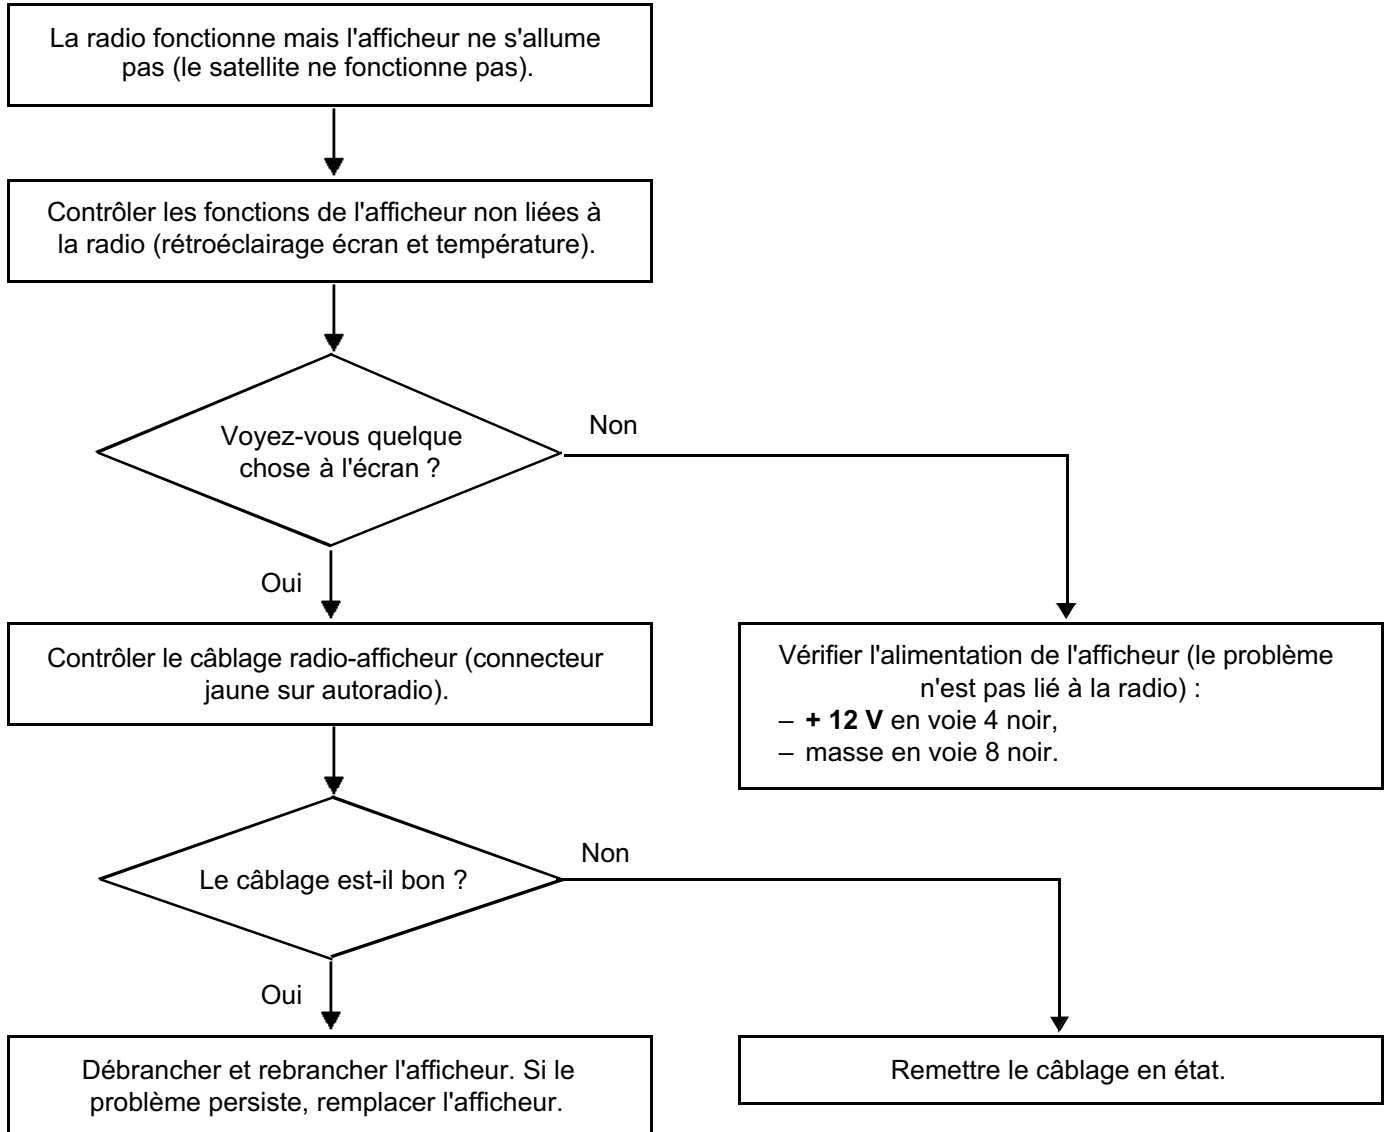 La radio fonctionne mais l'afficheur ne s'allume
pas (le satellite ne fonctionne pas).
Contrôler les fonctions de l'afficheur non liées à
la radio (rétroéclairage écran et température).
Voyez-vous quelque
chose à l'écran ?
Non
Oui
Contrôler le câblage radio-afficheur (connecteur
jaune sur autoradio).
Vérifier l'alimentation de l'afficheur (le problème
n'est pas lié à la radio) :
– + 12 V en voie 4 noir,
– masse en voie 8 noir.
Le câblage est-il bon ?
Non
Oui
Débrancher et rebrancher l'afficheur. Si le
problème persiste, remplacer l'afficheur.
Remettre le câblage en état.